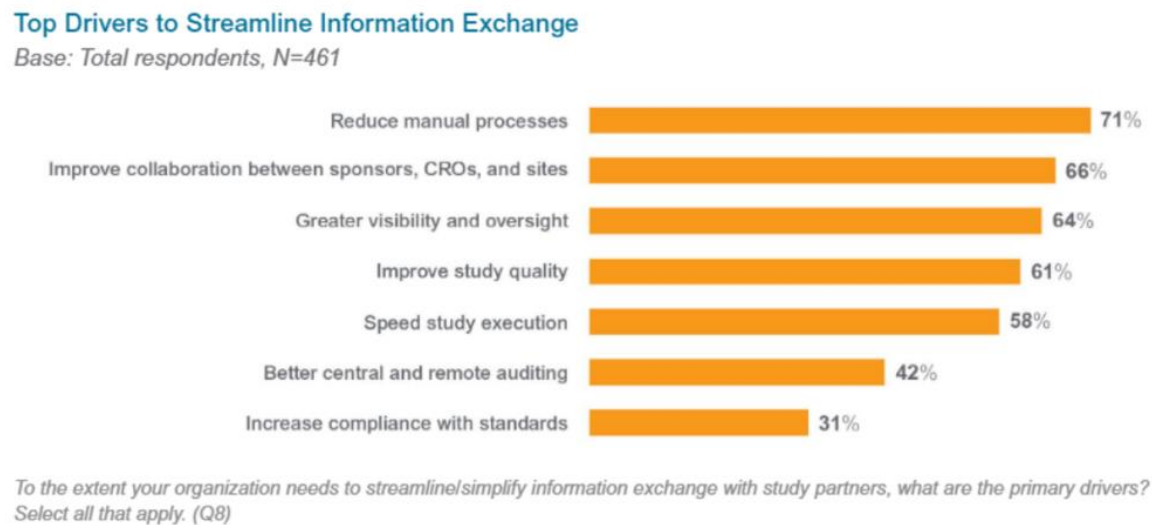 Top Drivers to Streamline Information Exchange
Base: Total respondents, N=461
Reduce manual processes 71%
Improve collaboration between sponsors, CROs, and sites 66%
Greater visibility and oversight 64%
Improve study quality 61%
Speed study execution 58%
Better central and remote auditing 42%
Increase compliance with standards 31%
To the extent your organization needs to streamline/simplify information exchange with study partners, what are the primary drivers?
Select all that apply. (Q8)